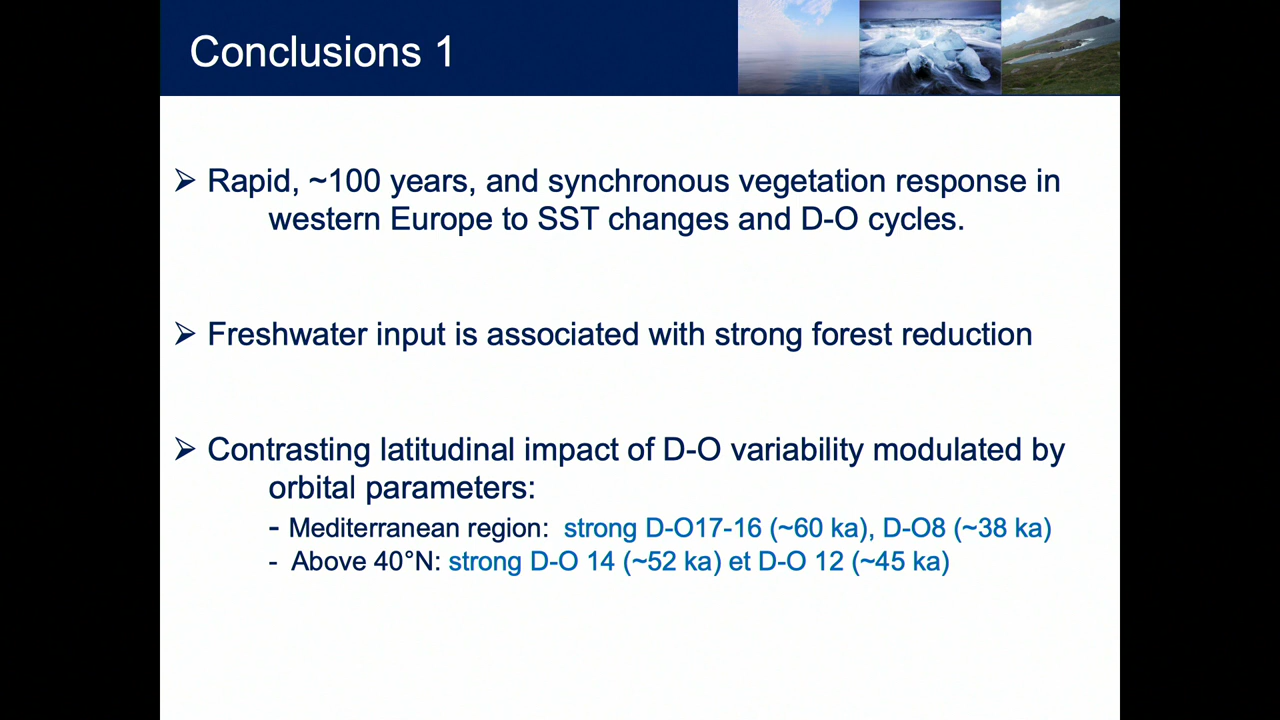 Conclusions 1
➢ Rapid, ~100 years, and synchronous vegetation response in
western Europe to SST changes and D-O cycles.
➢ Freshwater input is associated with strong forest reduction
➢ Contrasting latitudinal impact of D-O variability modulated by
orbital parameters:
- Mediterranean region: strong D-O17-16 (~60 ka), D-O8 (~38 ka)
- Above 40°N: strong D-O 14 (~52 ka) et D-O 12 (~45 ka)